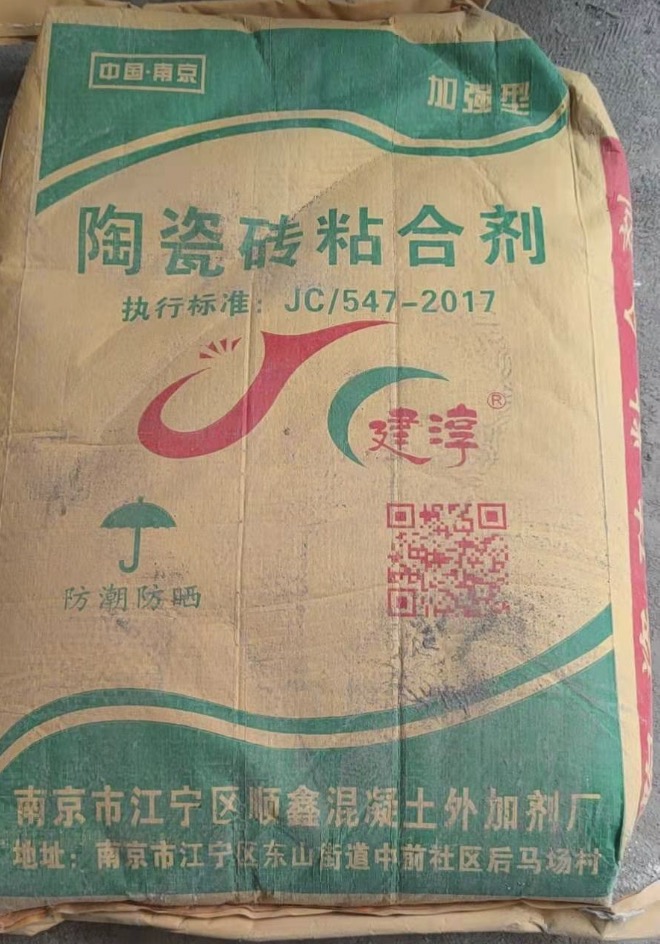 中国·南京
加强型
陶瓷砖粘合剂
执行标准：JC/547-2017
建淳®
防潮防晒
南京市江宁区顺鑫混凝土外加剂厂
地址：南京市江宁区东山街道中前社区后马场村